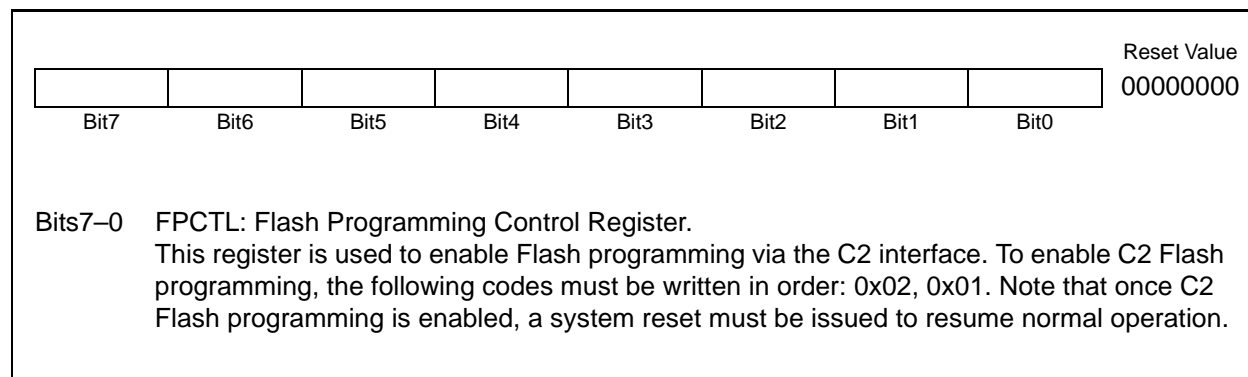 Reset Value
00000000
Bit7 Bit6 Bit5 Bit4 Bit3 Bit2 Bit1 Bit0
Bits7–0 FPCTL: Flash Programming Control Register.
This register is used to enable Flash programming via the C2 interface. To enable C2 Flash
programming, the following codes must be written in order: 0x02, 0x01. Note that once C2
Flash programming is enabled, a system reset must be issued to resume normal operation.